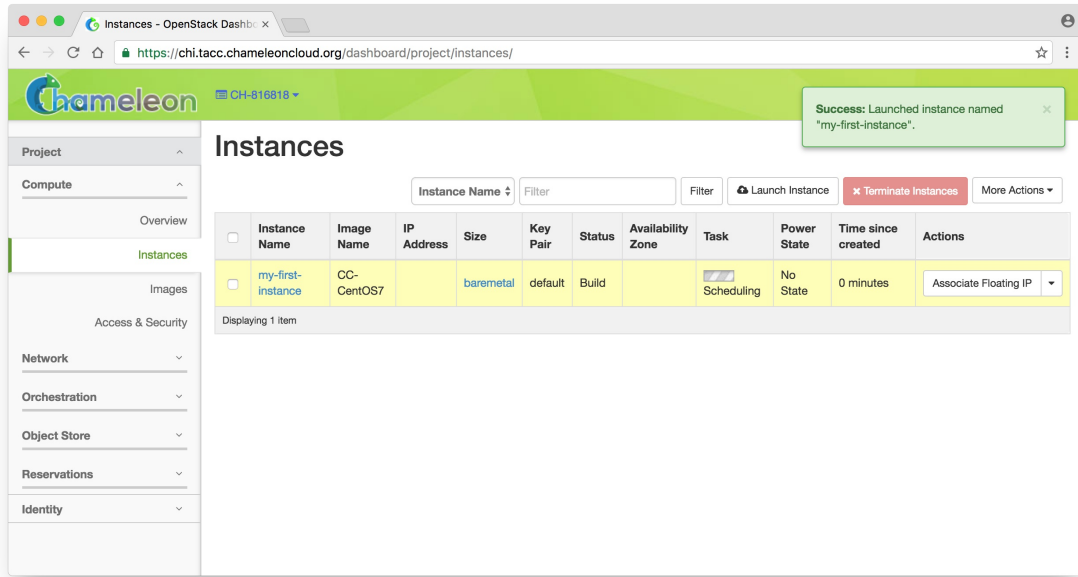 Instances - OpenStack Dashbo
https://chi.tacc.chameleoncloud.org/dashboard/project/instances/
Chameleon
CH-816818
Success: Launched instance named
"my-first-instance".
Project
Instances
Compute
Instance Name
Filter
Filter
Launch Instance
Terminate Instances
More Actions
Overview
Instances
Images
Access & Security
Network
Orchestration
Object Store
Reservations
Identity
Instance Name
Image Name
IP Address
Size
Key Pair
Status
Availability Zone
Task
Power State
Time since created
Actions
my-first-instance
CC-CentOS7
baremetal
default
Build
Scheduling
No State
0 minutes
Associate Floating IP
Displaying 1 item